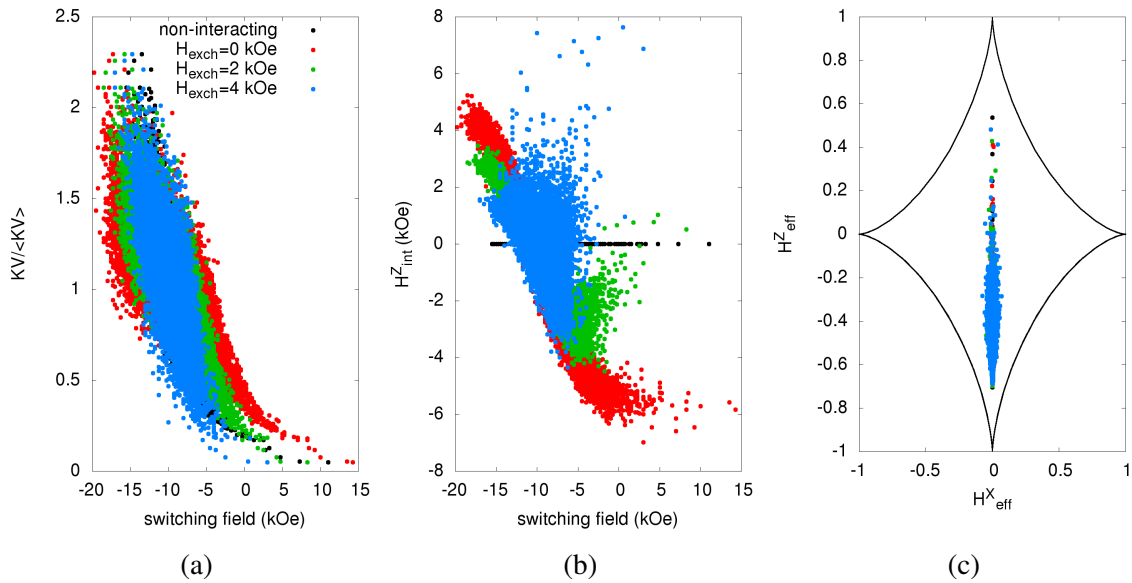 non-interacting
H_exch=0 kOe
H_exch=2 kOe
H_exch=4 kOe
KV/<KV>
2.5
2
1.5
1
0.5
0
-20 -15 -10 -5 0 5 10 15
switching field (kOe)
(a)
H^Z_int (kOe)
8
6
4
2
0
-2
-4
-6
-8
-20 -15 -10 -5 0 5 10 15
switching field (kOe)
(b)
H^Z_eff
1
0.8
0.6
0.4
0.2
0
-0.2
-0.4
-0.6
-0.8
-1
-1 -0.5 0 0.5 1
H^X_eff
(c)